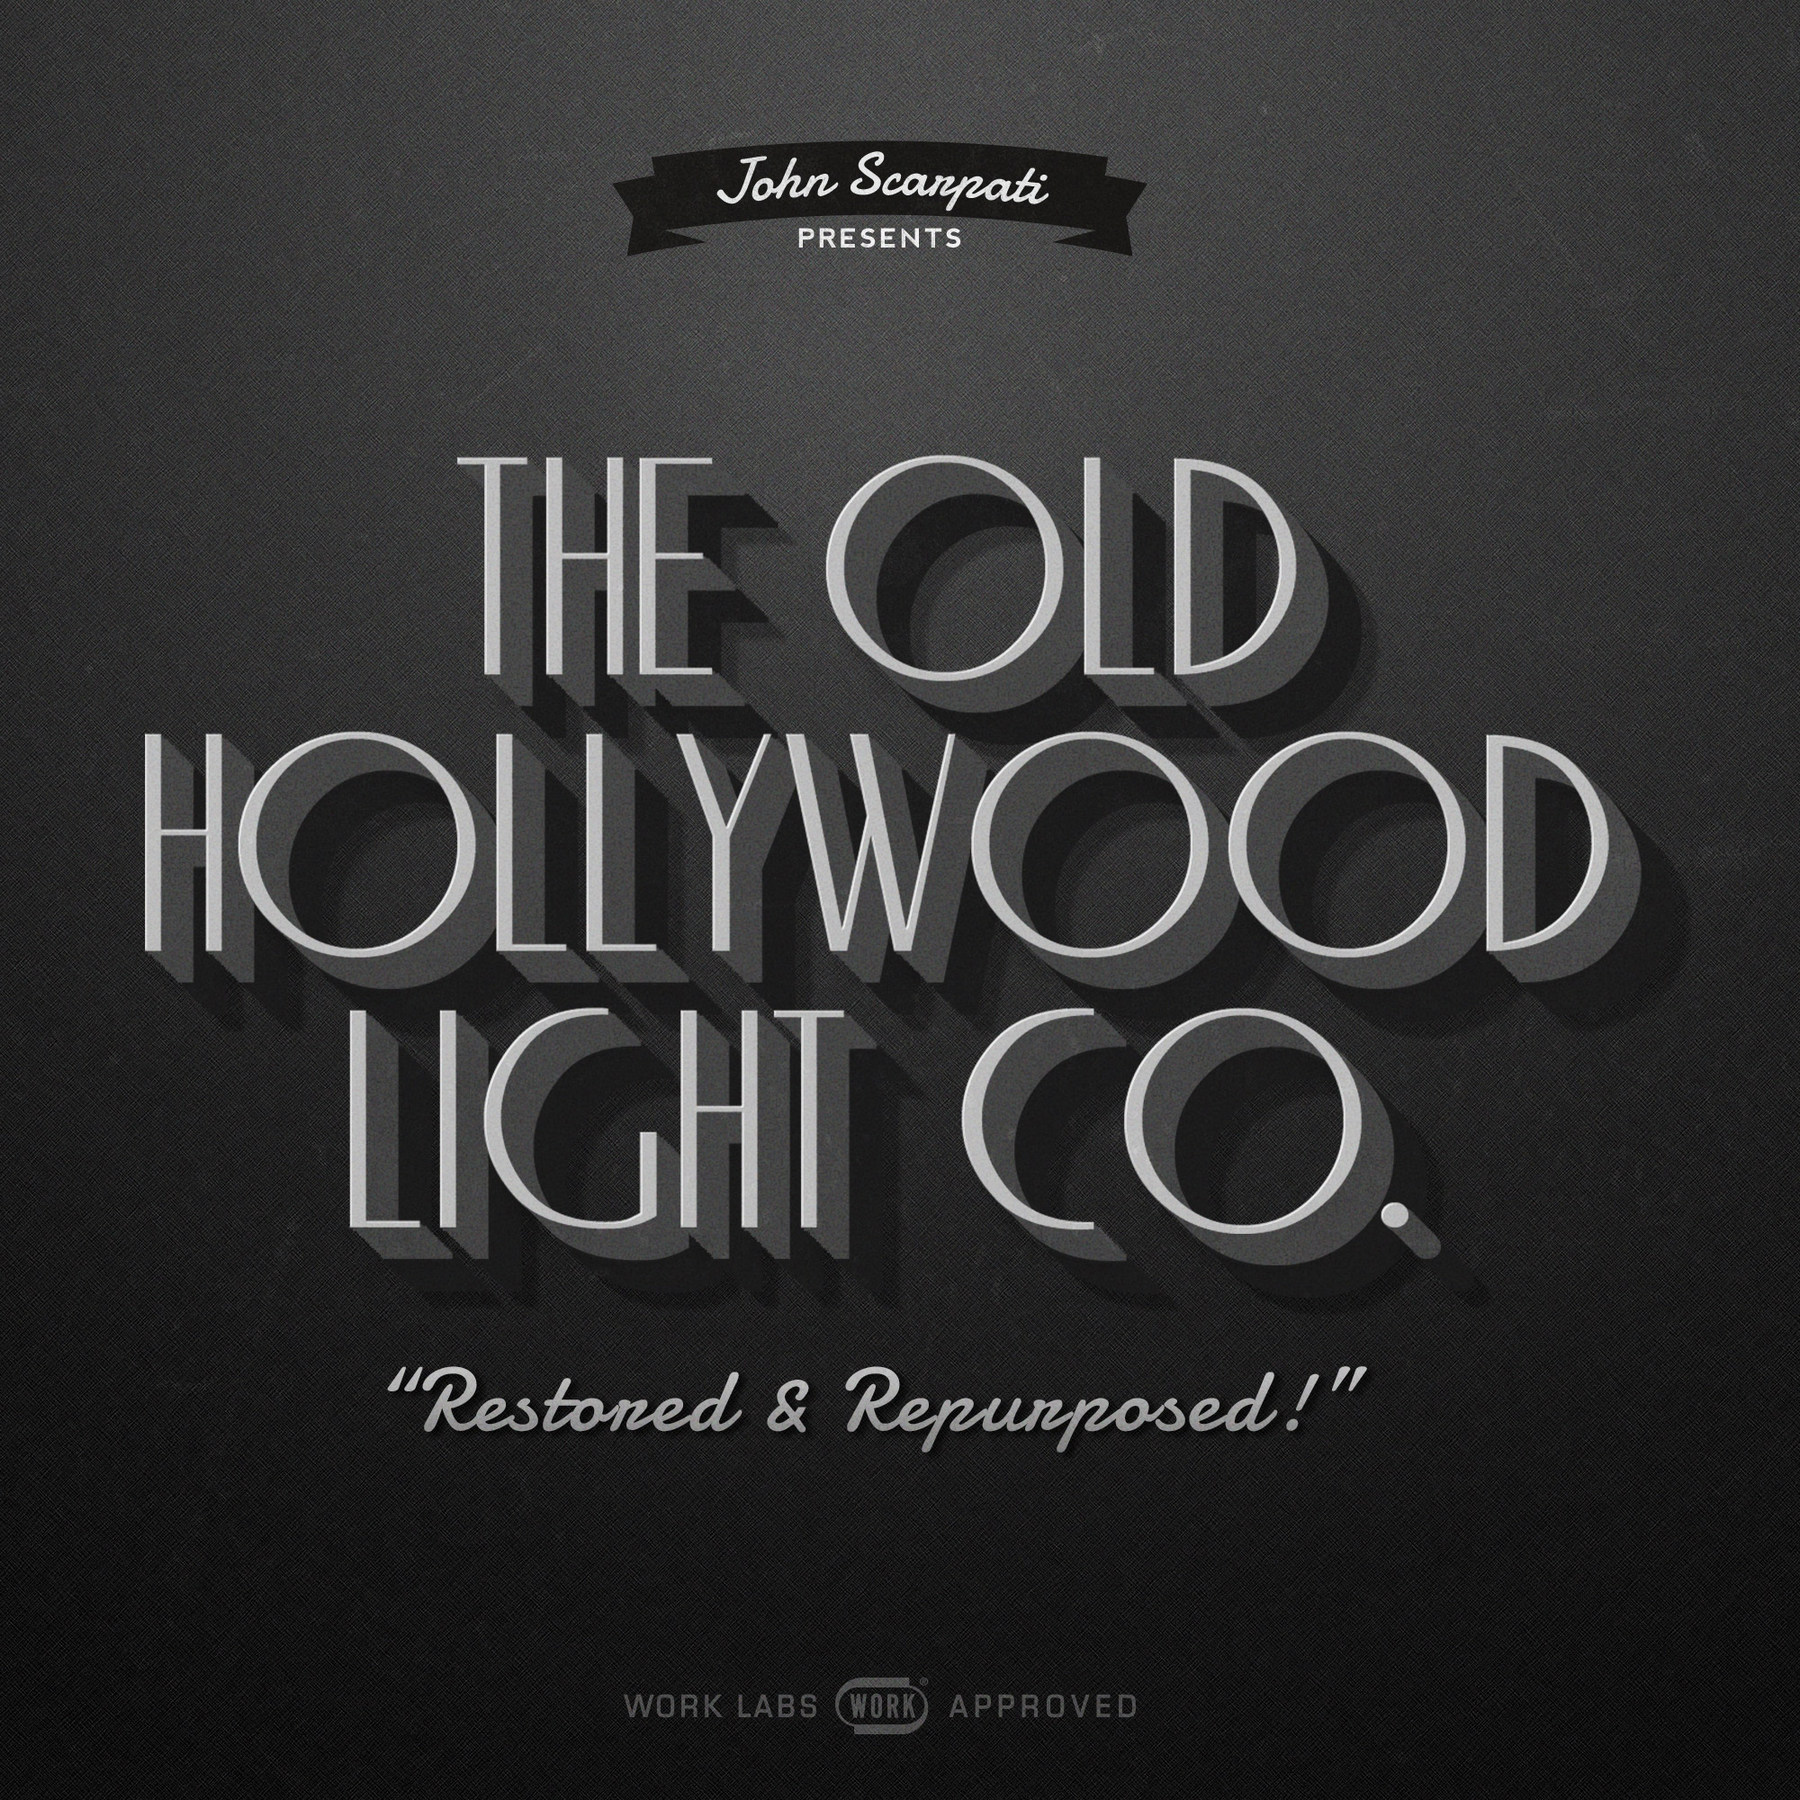 John Scarpati
PRESENTS
THE OLD
HOLLYWOOD
LIGHT CO.
“Restored & Repurposed!”
WORK LABS WORK® APPROVED